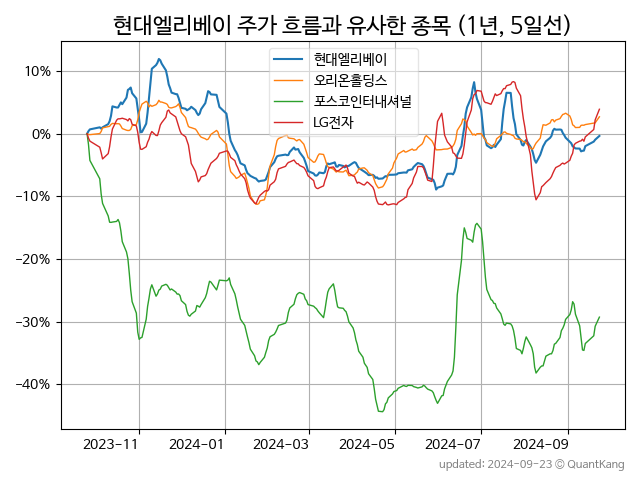 현대엘리베이 주가 흐름과 유사한 종목 (1년, 5일선)
현대엘리베이
오리온홀딩스
포스코인터내셔널
LG전자
10%
0%
−10%
−20%
−30%
−40%
2023-11 2024-01 2024-03 2024-05 2024-07 2024-09
updated: 2024-09-23 © QuantKang